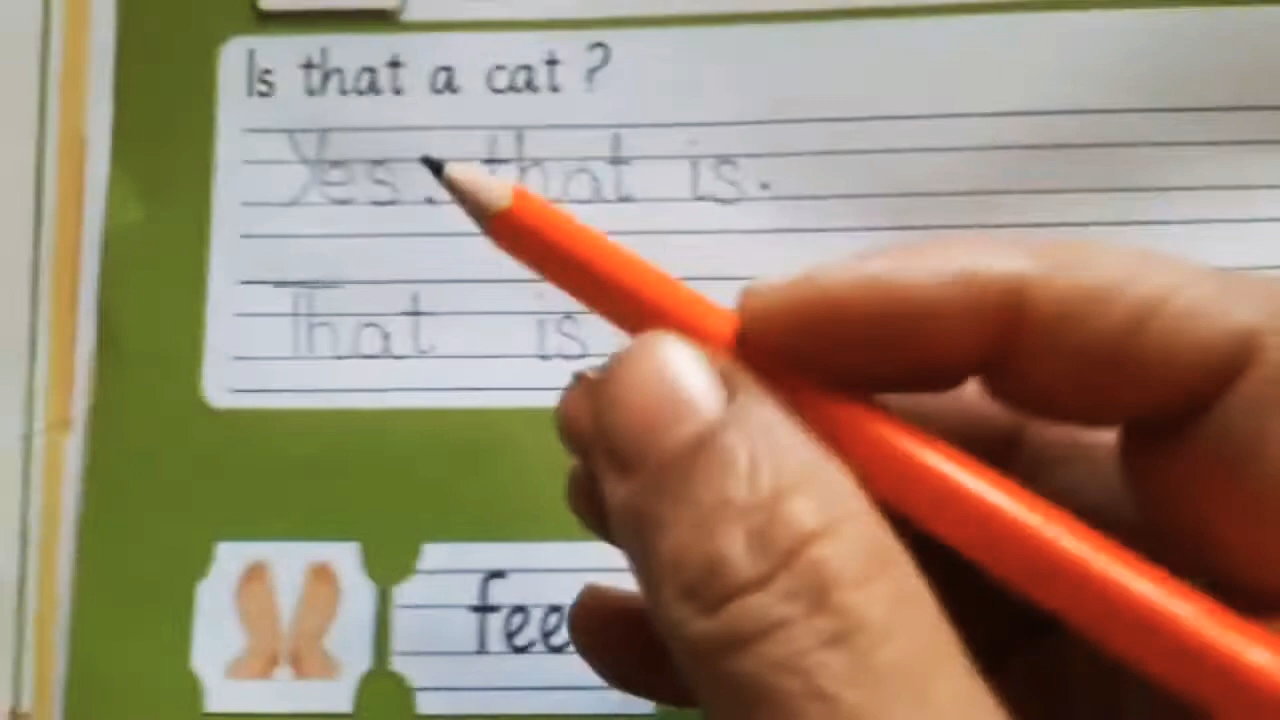 Is that a cat ?
Yes, that is.
That is
fee